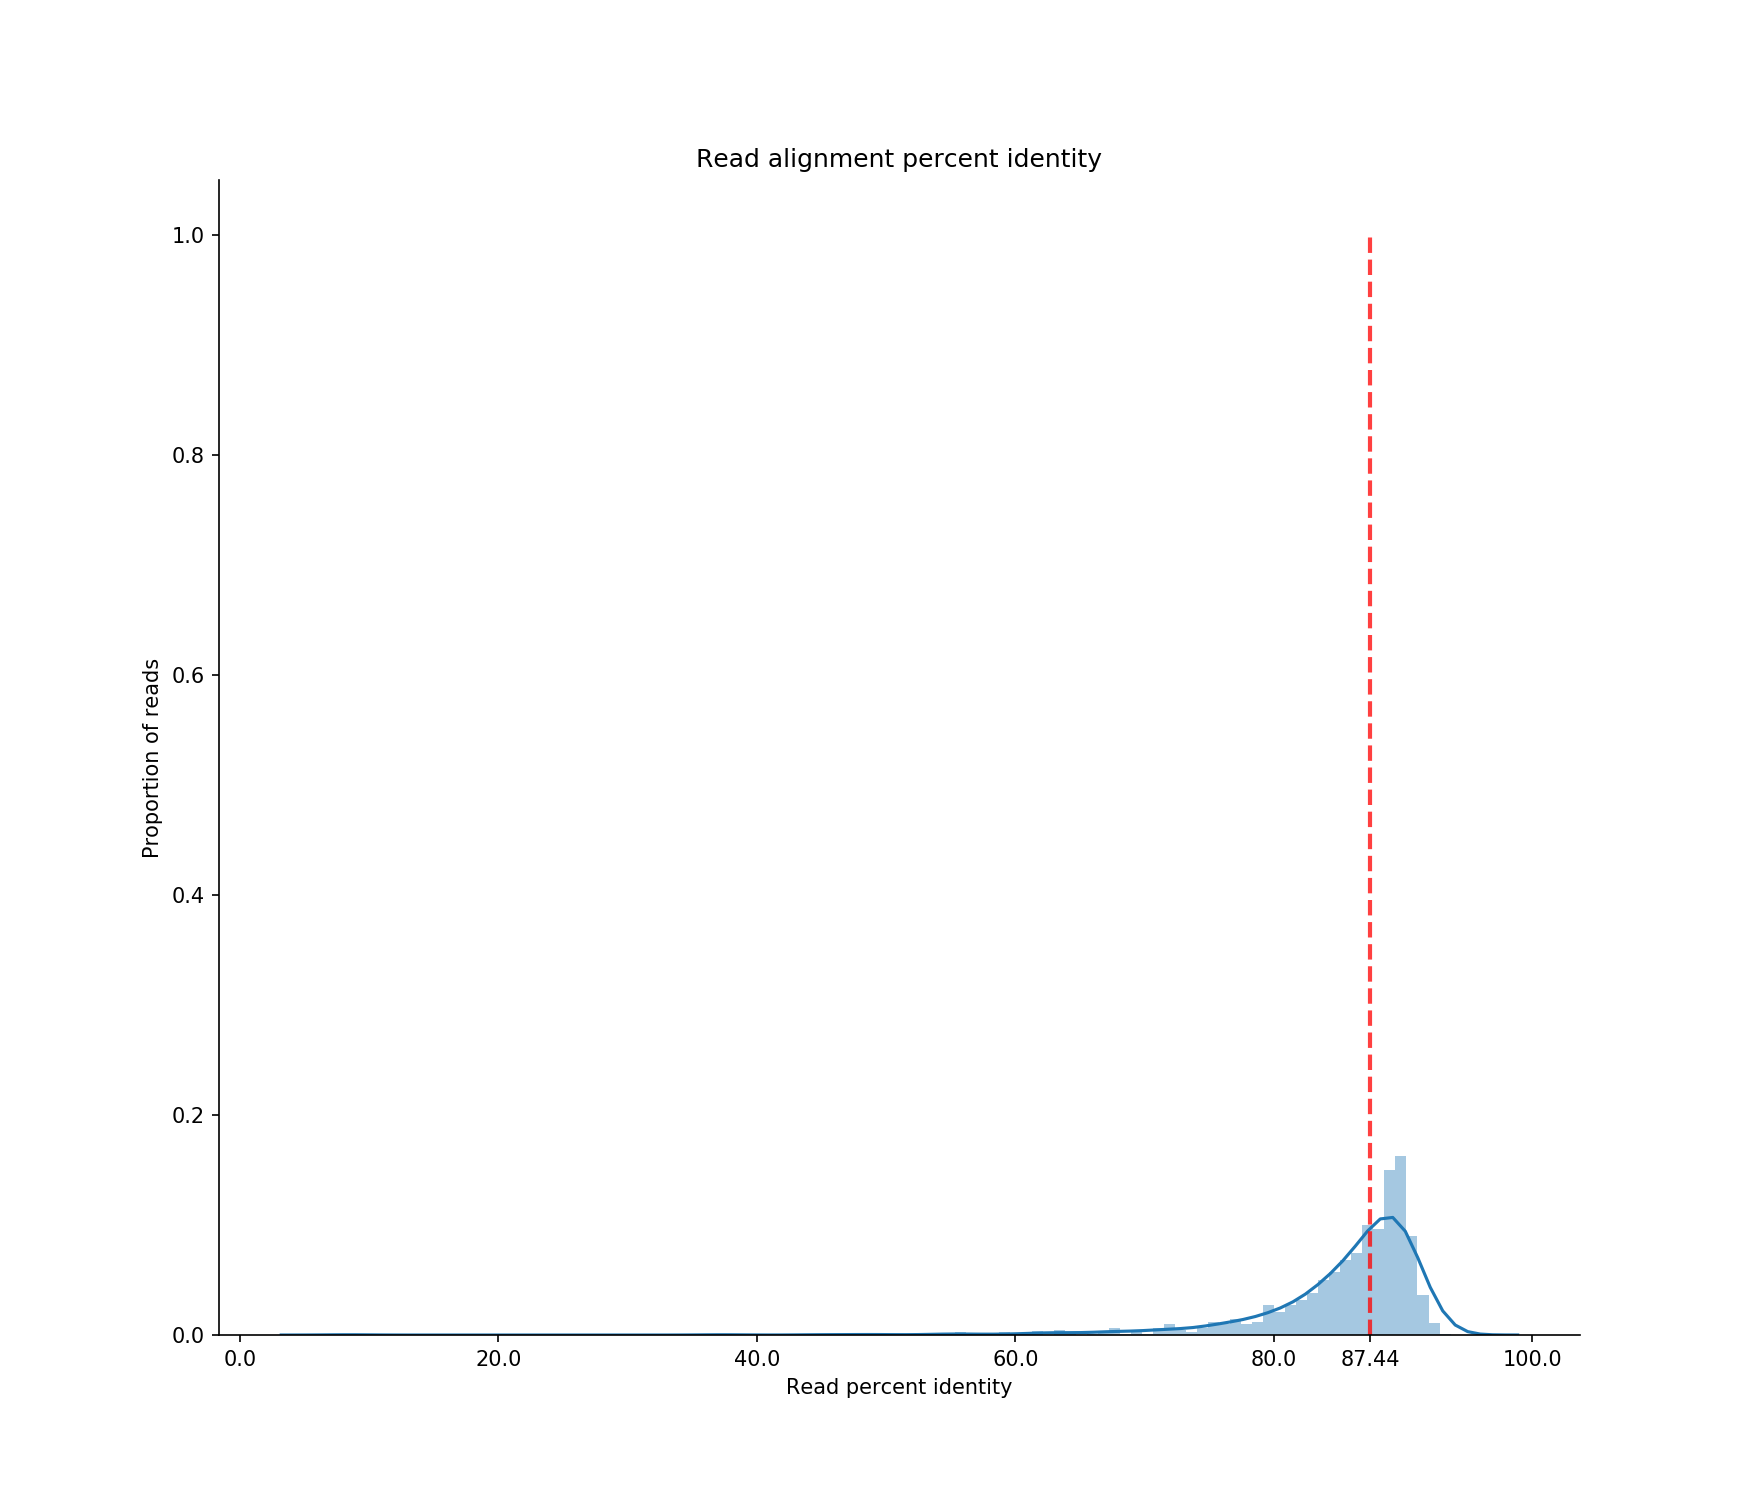 Read alignment percent identity
1.0
0.8
0.6
0.4
0.2
0.0
Proportion of reads
0.0 20.0 40.0 60.0 80.0 87.44 100.0
Read percent identity